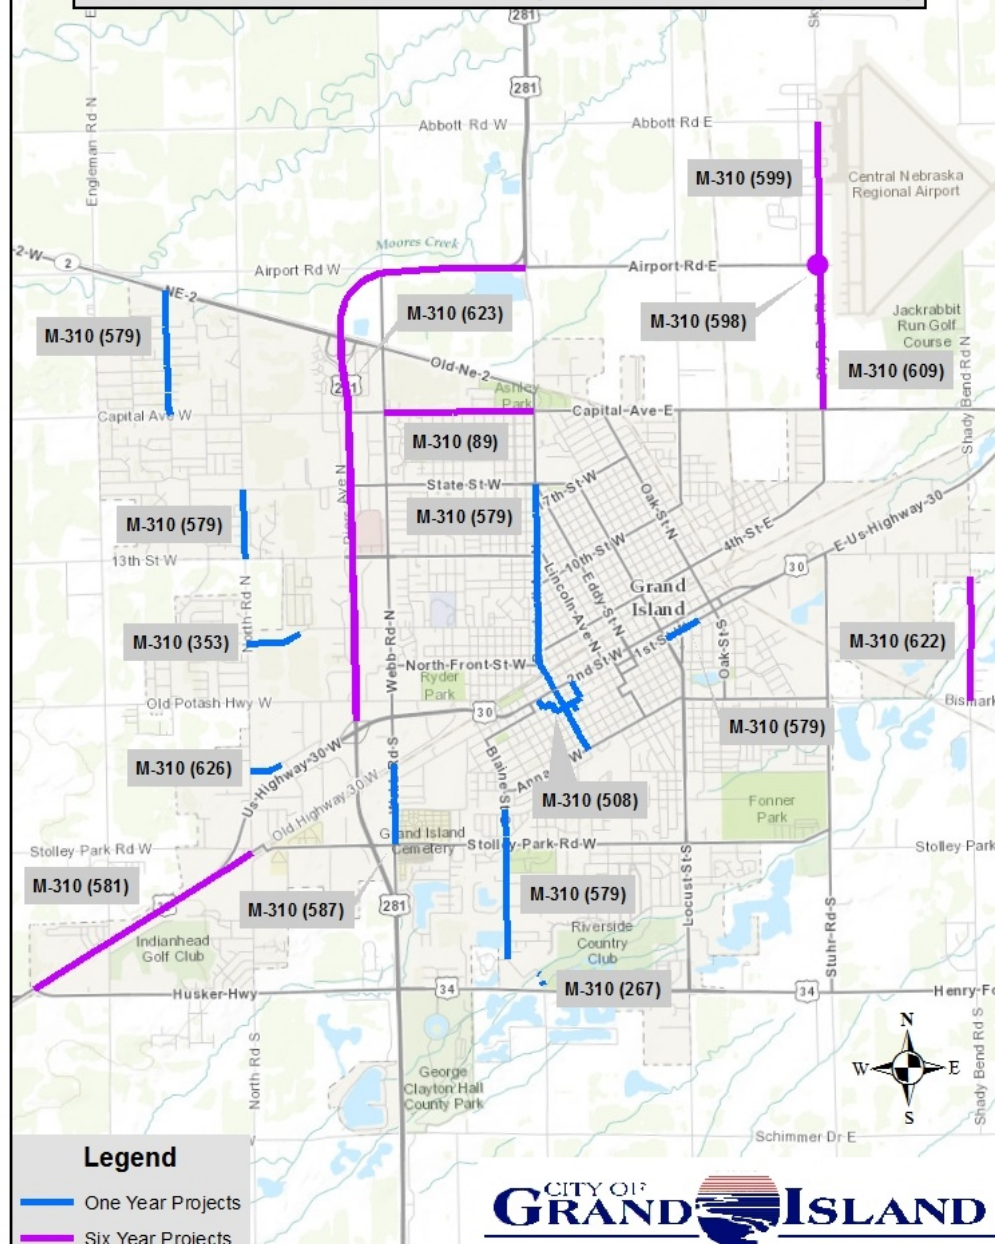 281
281
Abbott Rd W
Abbott Rd E
Engleman Rd N
M-310 (599)
Central Nebraska
Regional Airport
Moores Creek
2
Airport Rd W
Airport-Rd-E
NE-2
M-310 (623)
M-310 (579)
M-310 (598)
Jackrabbit
Run Golf
Course
Old-Ne-2
M-310 (609)
Shady Bend Rd N
Ashley
Park
Capital Ave W
Capital-Ave-E
M-310 (89)
State-St-W
17th-St-W
Oak-St-N
M-310 (579)
M-310 (579)
4th-St-E
E-Us-Highway-30
13th St W
10th-St-W
30
Lincoln-Ave-N
Eddy-St-N
Grand
Island
North-Rd N
M-310 (353)
M-310 (622)
1st-St-W
Oak-St-S
Webb-Rd-N
North-Front-St-W
2nd St W
Ryder
Park
Old Potash Hwy W
30
Bismark
M-310 (579)
M-310 (626)
Us-Highway-30-W
Old Highway 30 W
M-310 (508)
Fonner
Park
Grand Island
Cemetery
Stolley Park Rd W
Stolley-Park-Rd-W
Stolley Park
M-310 (581)
M-310 (587)
281
M-310 (579)
Locust-St-S
Stuhr-Rd-S
Indianhead
Golf Club
Riverside
Country
Club
M-310 (267)
Husker-Hwy
34
34
North-Rd-S
Shady Bend Rd S
N
W
E
S
George
Clayton Hall
County Park
Schimmer Dr E
Legend
One Year Projects
Six Year Projects
CITY OF
GRAND ISLAND